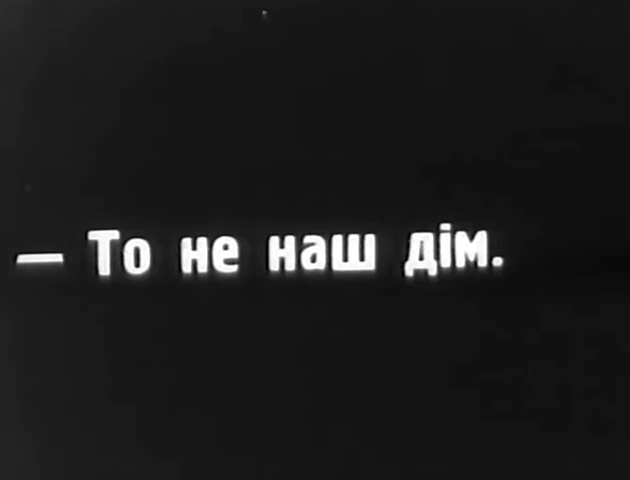 — То не наш дім.